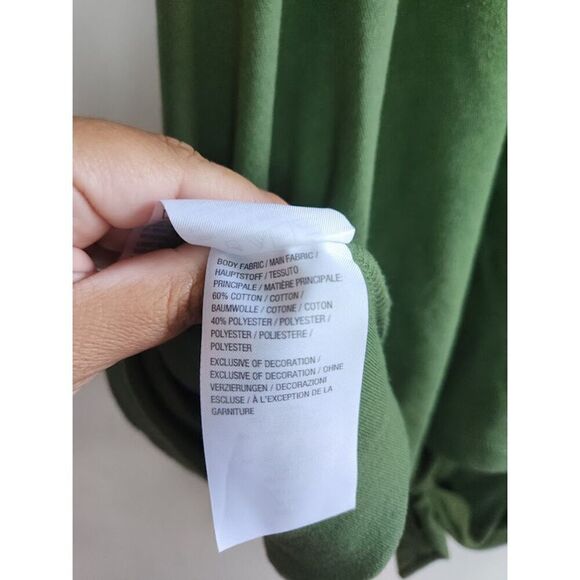 BODY FABRIC / MAIN FABRIC /
HAUPTSTOFF / TESSUTO
PRINCIPALE / MATIÈRE PRINCIPALE:
60% COTTON / COTTON /
BAUMWOLLE / COTONE / COTON
40% POLYESTER / POLYESTER /
POLYESTER / POLIESTERE /
POLYESTER
EXCLUSIVE OF DECORATION /
EXCLUSIVE OF DECORATION / OHNE
VERZIERUNGEN / DECORAZIONI
ESCLUSE / À L'EXCEPTION DE LA
GARNITURE